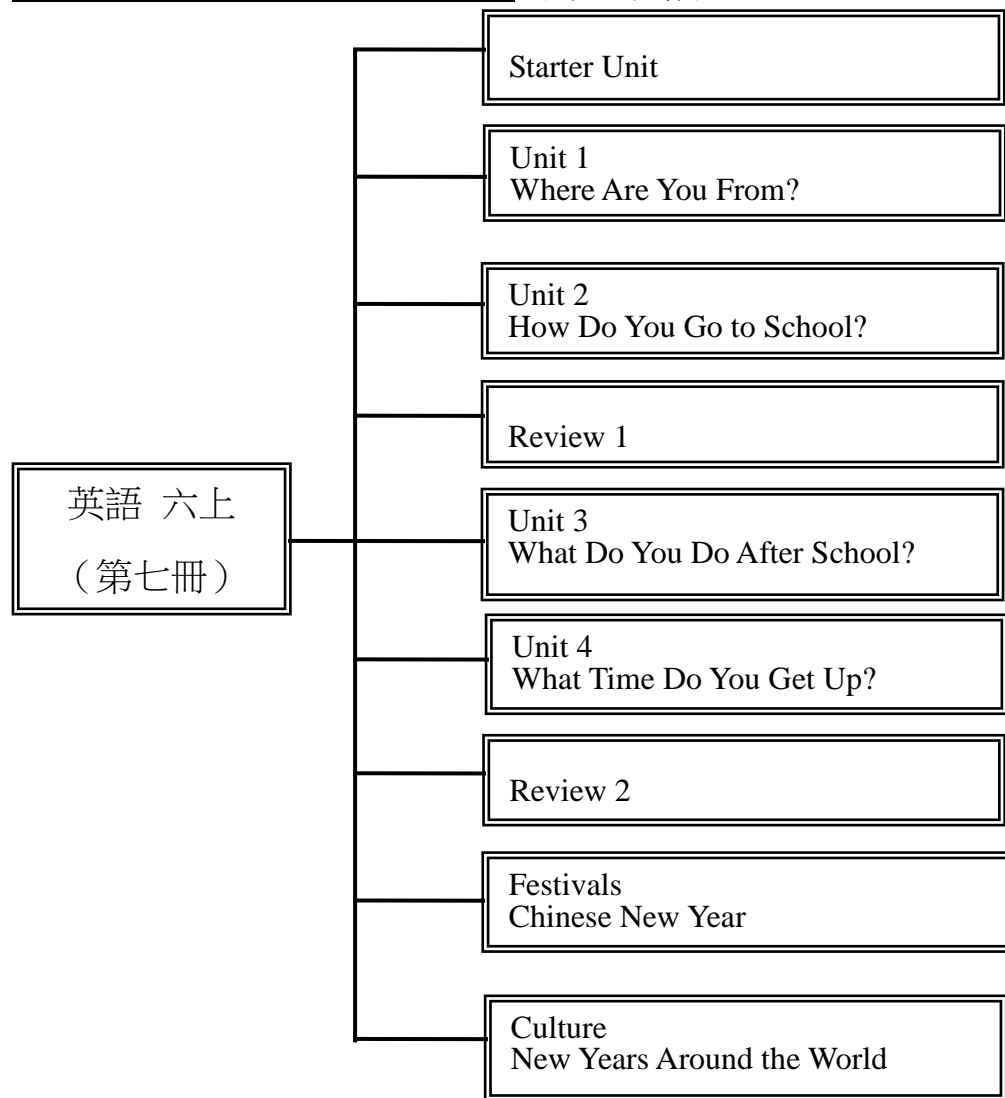 Starter Unit
Unit 1
Where Are You From?
Unit 2
How Do You Go to School?
Review 1
英語 六上
（第七冊）
Unit 3
What Do You Do After School?
Unit 4
What Time Do You Get Up?
Review 2
Festivals
Chinese New Year
Culture
New Years Around the World